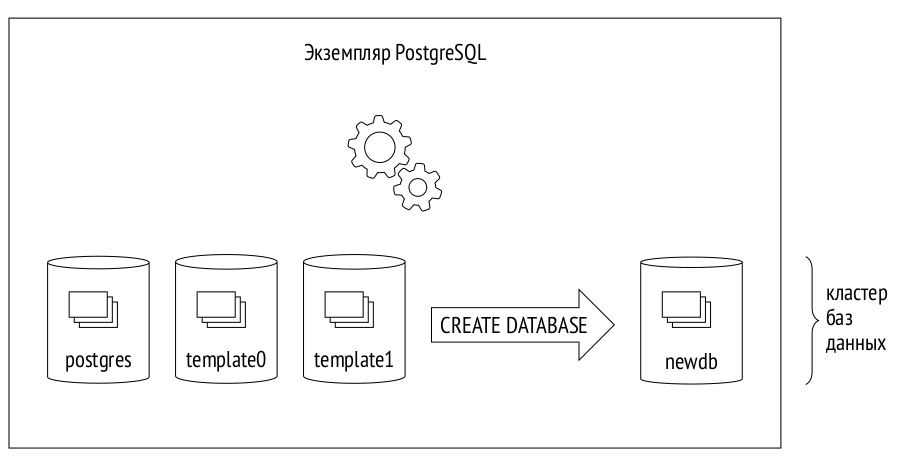 Экземпляр PostgreSQL
postgres
template0
template1
CREATE DATABASE
newdb
кластер
баз
данных